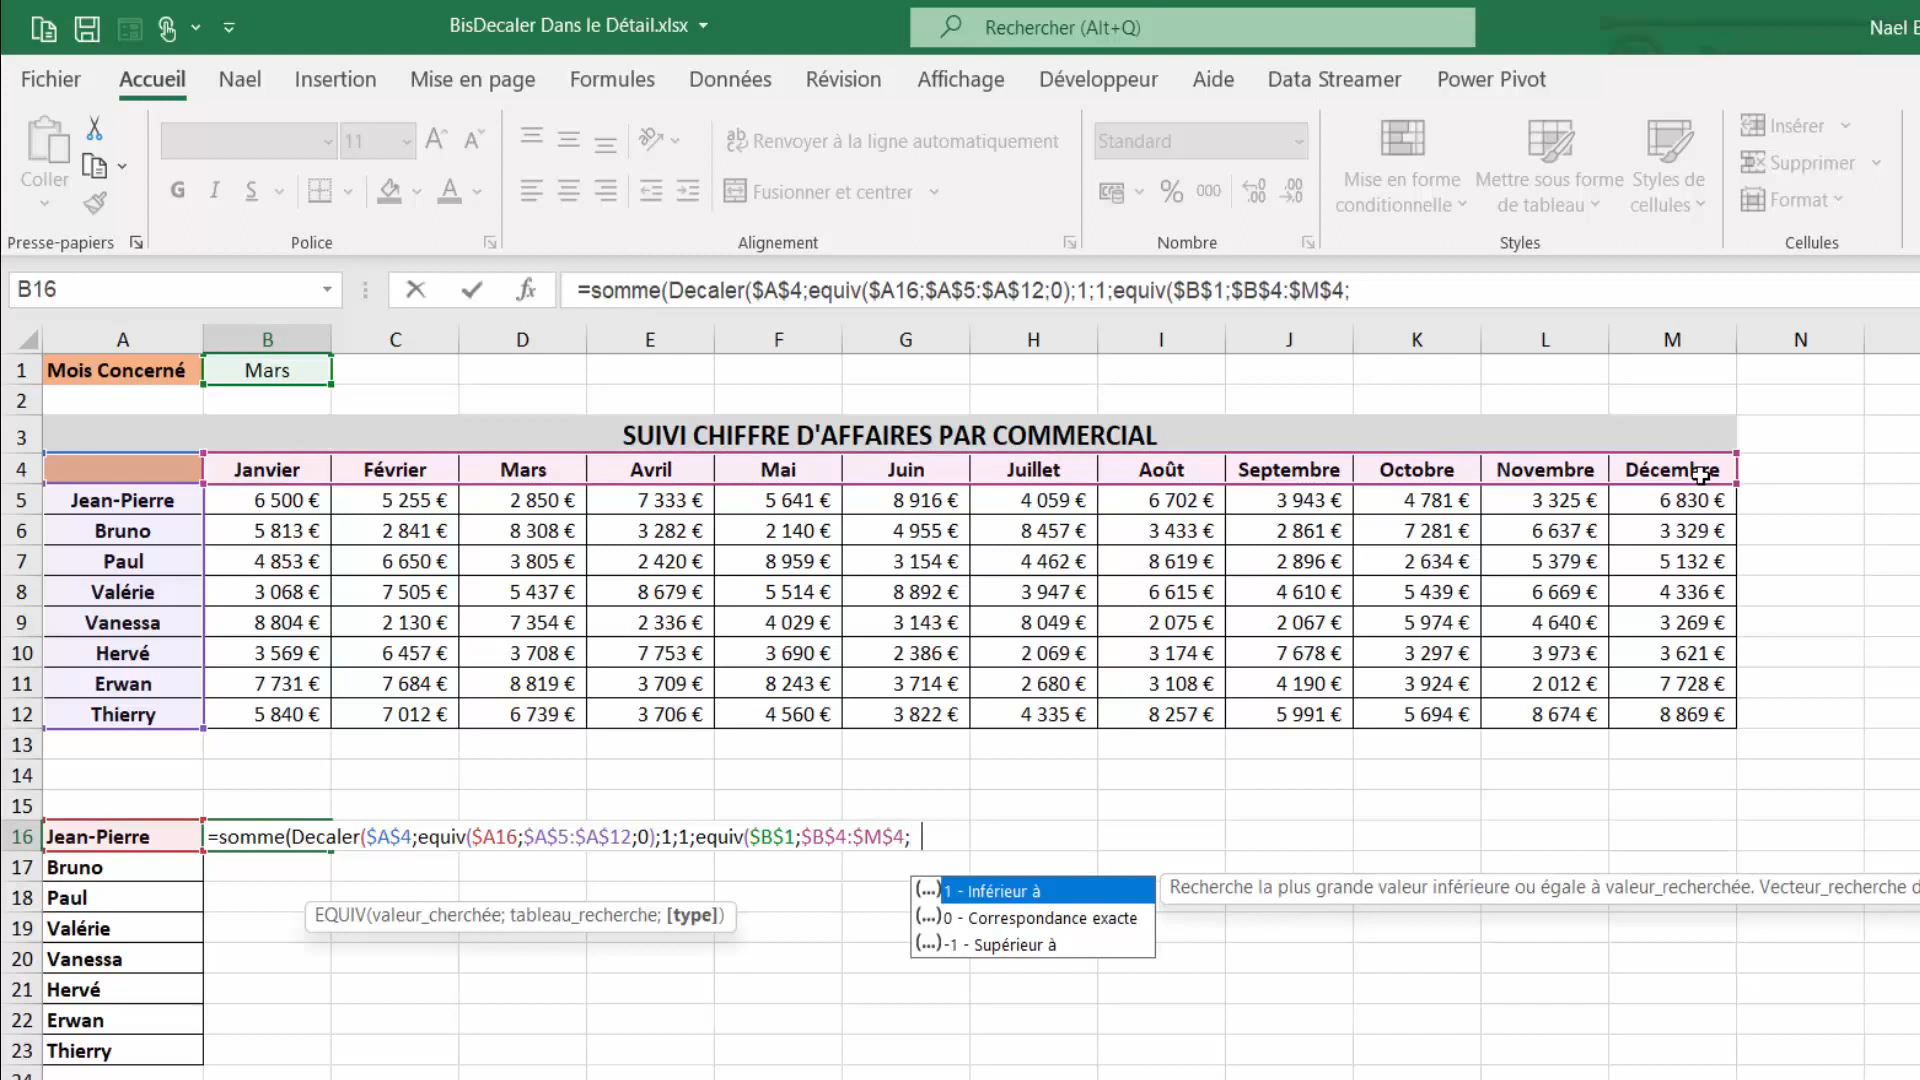 BisDecaler Dans le Détail.xlsx
Rechercher (Alt+Q)
Nael
Fichier Accueil Nael Insertion Mise en page Formules Données Révision Affichage Développeur Aide Data Streamer Power Pivot
Coller
11
Renvoyer à la ligne automatiquement
Standard
Mise en forme conditionnelle
Mettre sous forme de tableau
Styles de cellules
Insérer
Supprimer
Format
G I S
Fusionner et centrer
% 000
Presse-papiers Police Alignement Nombre Styles Cellules
B16
=somme(Decaler($A$4;equiv($A16;$A$5:$A$12;0);1;1;equiv($B$1;$B$4:$M$4;
A B C D E F G H I J K L M N
1 Mois Concerné Mars
2
3 SUIVI CHIFFRE D'AFFAIRES PAR COMMERCIAL
4 Janvier Février Mars Avril Mai Juin Juillet Août Septembre Octobre Novembre Décembre
5 Jean-Pierre 6 500 € 5 255 € 2 850 € 7 333 € 5 641 € 8 916 € 4 059 € 6 702 € 3 943 € 4 781 € 3 325 € 6 830 €
6 Bruno 5 813 € 2 841 € 8 308 € 3 282 € 2 140 € 4 955 € 8 457 € 3 433 € 2 861 € 7 281 € 6 637 € 3 329 €
7 Paul 4 853 € 6 650 € 3 805 € 2 420 € 8 959 € 3 154 € 4 462 € 8 619 € 2 896 € 2 634 € 5 379 € 5 132 €
8 Valérie 3 068 € 7 505 € 5 437 € 8 679 € 5 514 € 8 892 € 3 947 € 6 615 € 4 610 € 5 439 € 6 669 € 4 336 €
9 Vanessa 8 804 € 2 130 € 7 354 € 2 336 € 4 029 € 3 143 € 8 049 € 2 075 € 2 067 € 5 974 € 4 640 € 3 269 €
10 Hervé 3 569 € 6 457 € 3 708 € 7 753 € 3 690 € 2 386 € 2 069 € 3 174 € 7 678 € 3 297 € 3 973 € 3 621 €
11 Erwan 7 731 € 7 684 € 8 819 € 3 709 € 8 243 € 3 714 € 2 680 € 3 108 € 4 190 € 3 924 € 2 012 € 7 728 €
12 Thierry 5 840 € 7 012 € 6 739 € 3 706 € 4 560 € 3 822 € 4 335 € 8 257 € 5 991 € 5 694 € 8 674 € 8 869 €
13
14
15
16 Jean-Pierre =somme(Decaler($A$4;equiv($A16;$A$5:$A$12;0);1;1;equiv($B$1;$B$4:$M$4;
17 Bruno
18 Paul
19 Valérie
20 Vanessa
21 Hervé
22 Erwan
23 Thierry
EQUIV(valeur_cherchée; tableau_recherche; [type])
(...) 1 - Inférieur à
(...) 0 - Correspondance exacte
(...) -1 - Supérieur à
Recherche la plus grande valeur inférieure ou égale à valeur_recherchée. Vecteur_recherche d